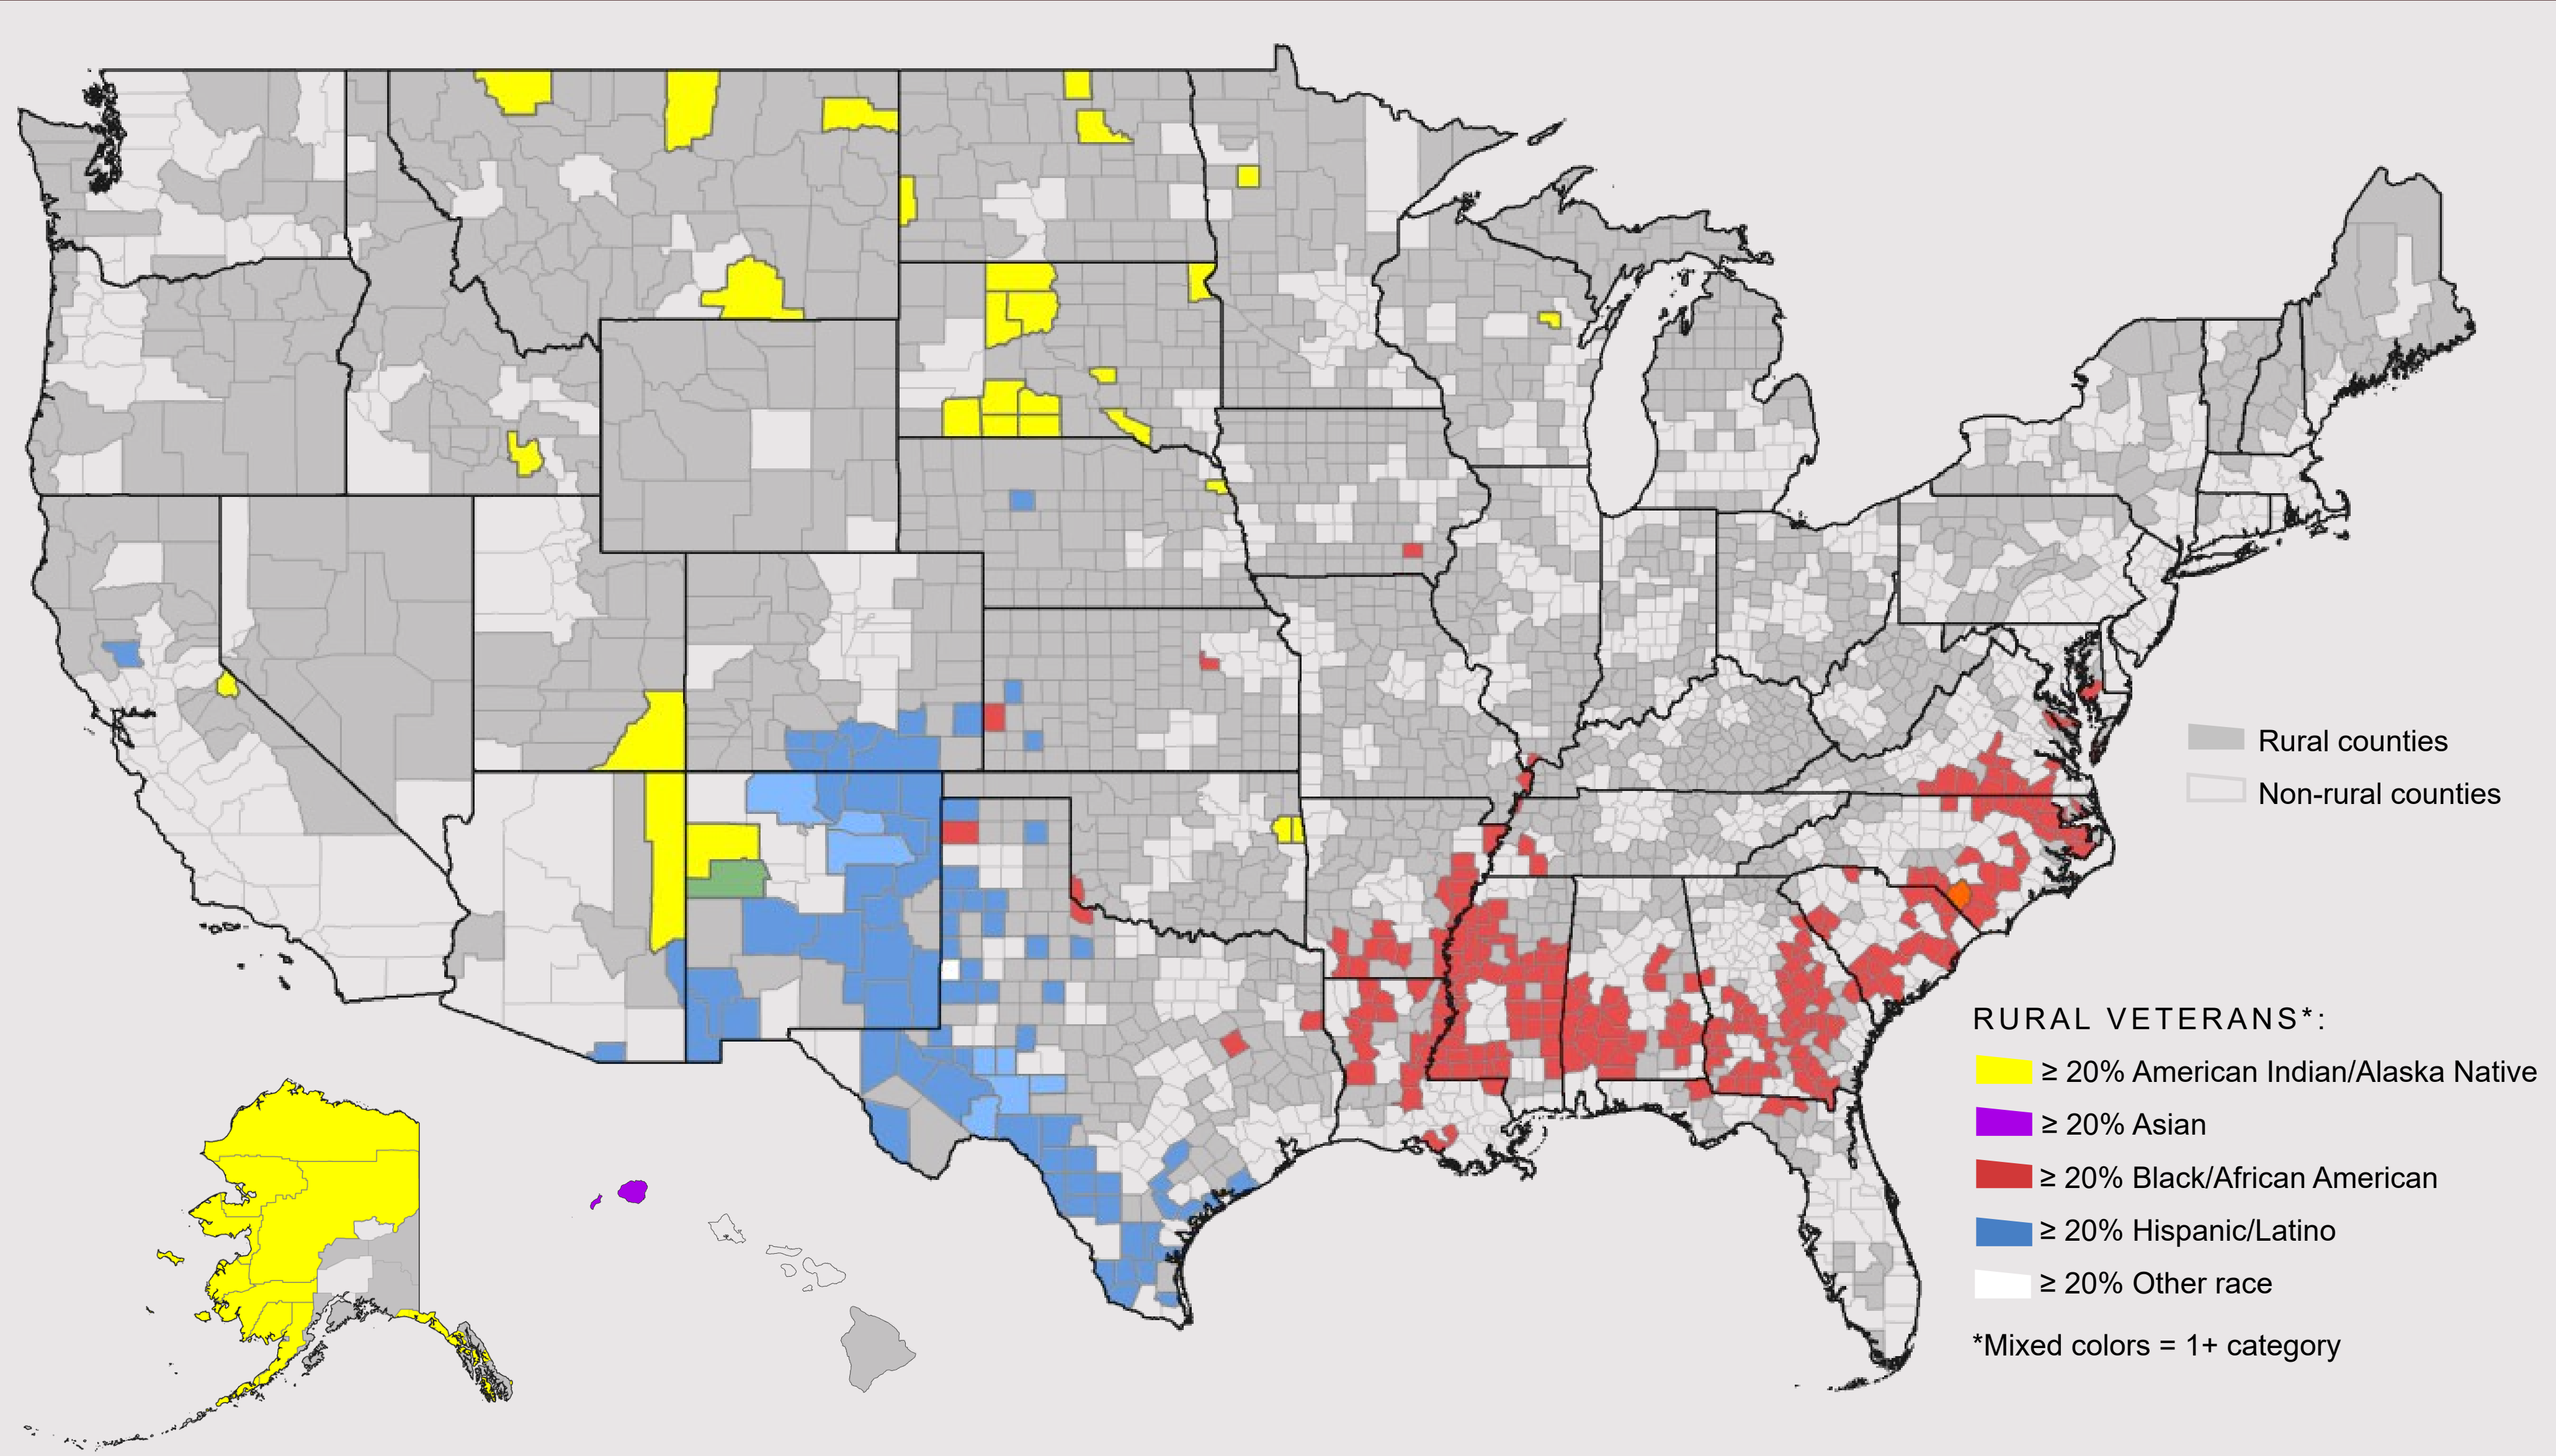 Rural counties
Non-rural counties
RURAL VETERANS*:
≥ 20% American Indian/Alaska Native
≥ 20% Asian
≥ 20% Black/African American
≥ 20% Hispanic/Latino
≥ 20% Other race
*Mixed colors = 1+ category